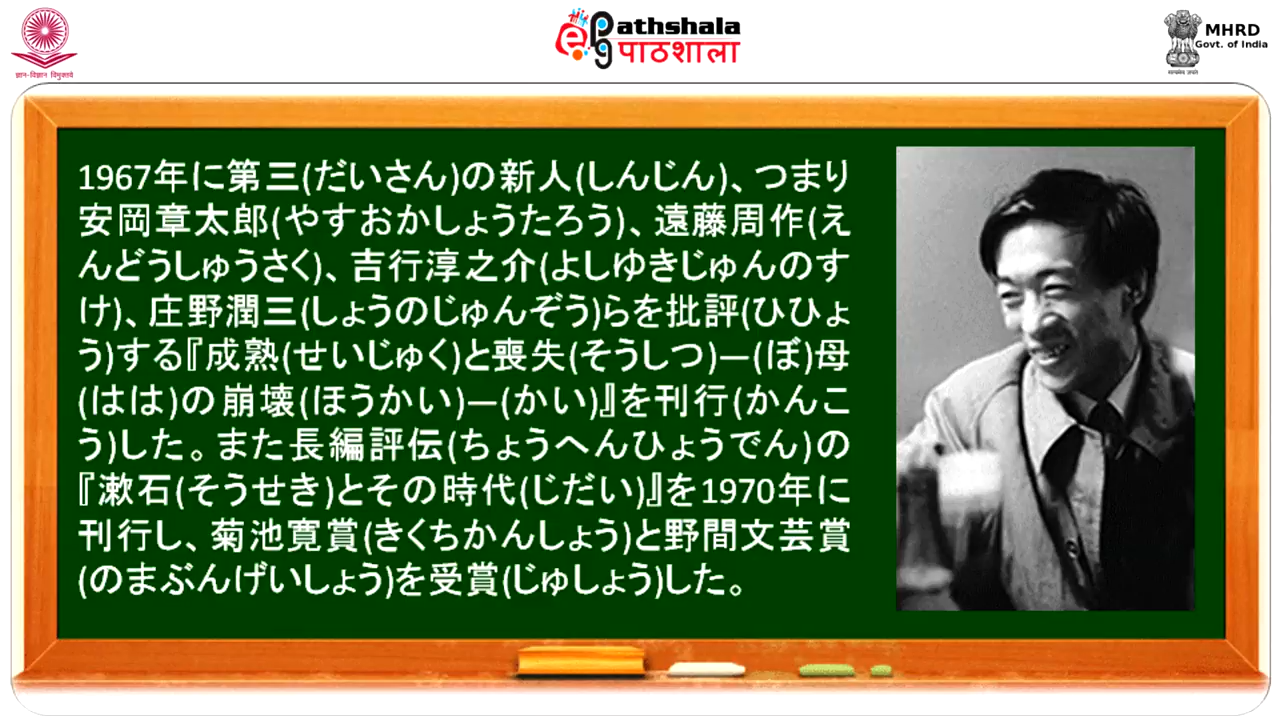 ज्ञान-विज्ञान विमुक्तये
epg
athshala
पाठशाला
सत्यमेव जयते
MHRD
Govt. of India
1967年に第三(だいさん)の新人(しんじん)、つまり
安岡章太郎(やすおかしょうたろう)、遠藤周作(え
んどうしゅうさく)、吉行淳之介(よしゆきじゅんのす
け)、庄野潤三(しょうのじゅんぞう)らを批評(ひひょ
う)する『成熟(せいじゅく)と喪失(そうしつ)―(ぼ)母
(はは)の崩壊(ほうかい)―(かい)』を刊行(かんこ
う)した。また長編評伝(ちょうへんひょうでん)の
『漱石(そうせき)とその時代(じだい)』を1970年に
刊行し、菊池寛賞(きくちかんしょう)と野間文芸賞
(のまぶんげいしょう)を受賞(じゅしょう)した。